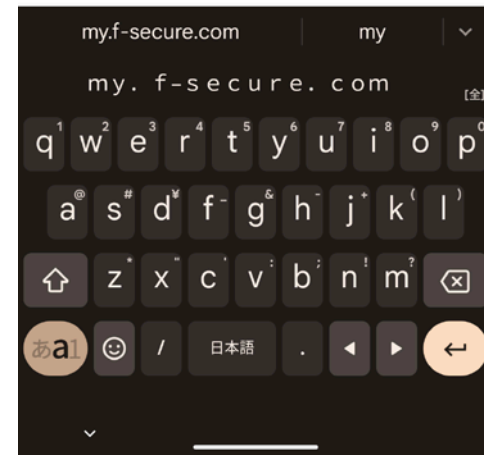 my.f-secure.com my
my. f-secure. com [全]
q1 w2 e3 r4 t5 y6 u7 i8 o9 p0
a@ s# d¥ f- g& h- j+ k( l)
z* x" c' v: b; n! m?
あa1 / 日本語 .